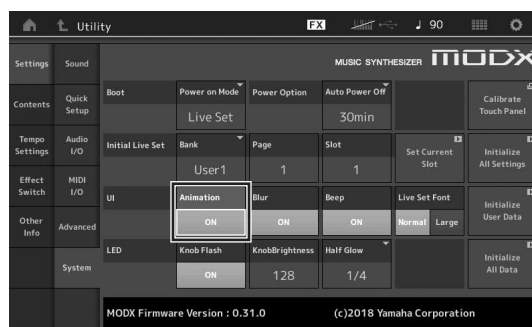 Utility FX 90
MUSIC SYNTHESIZER MODX
Settings Sound
Boot Power on Mode Power Option Auto Power Off Calibrate Touch Panel
Live Set 30min
Contents Quick Setup
Tempo Settings Audio I/O
Initial Live Set Bank Page Slot Set Current Slot Initialize All Settings
User1 1 1
Effect Switch MIDI I/O
UI Animation Blur Beep Live Set Font Initialize User Data
ON ON ON Normal Large
Other Info Advanced
LED Knob Flash KnobBrightness Half Glow Initialize All Data
System
ON 128 1/4
MODX Firmware Version : 0.31.0 (c)2018 Yamaha Corporation